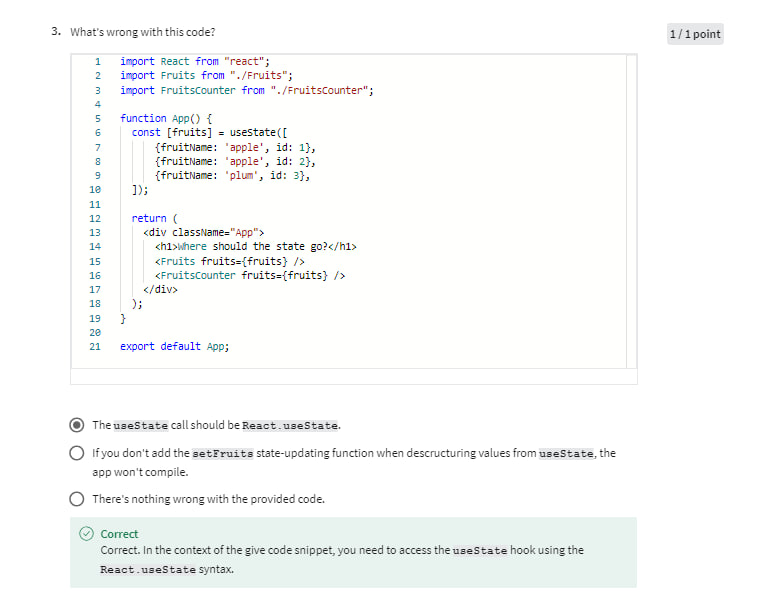 3. What's wrong with this code?
1 / 1 point
1 import React from "react";
2 import Fruits from "./Fruits";
3 import FruitsCounter from "./FruitsCounter";
4
5 function App() {
6 const [fruits] = useState([
7 {fruitName: 'apple', id: 1},
8 {fruitName: 'apple', id: 2},
9 {fruitName: 'plum', id: 3},
10 ]);
11
12 return (
13 <div className="App">
14 <h1>Where should the state go?</h1>
15 <Fruits fruits={fruits} />
16 <FruitsCounter fruits={fruits} />
17 </div>
18 );
19 }
20
21 export default App;
The useState call should be React.useState.
If you don't add the setFruits state-updating function when descructuring values from useState, the
app won't compile.
There's nothing wrong with the provided code.
Correct
Correct. In the context of the give code snippet, you need to access the useState hook using the
React.useState syntax.